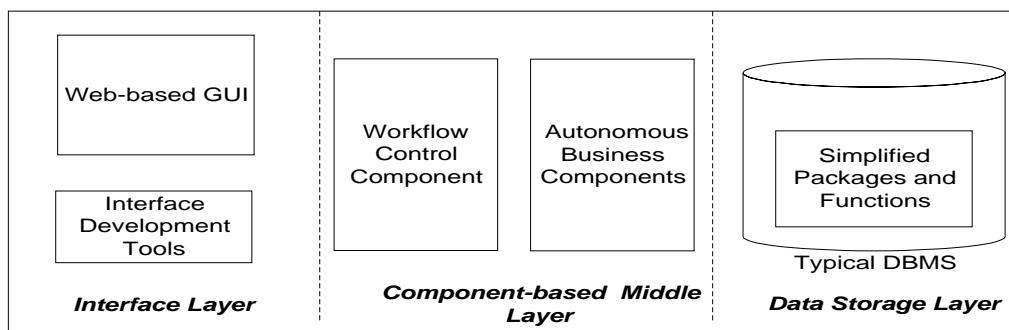 Web-based GUI
Interface
Development
Tools
Interface Layer
Workflow
Control
Component
Autonomous
Business
Components
Component-based Middle
Layer
Simplified
Packages and
Functions
Typical DBMS
Data Storage Layer